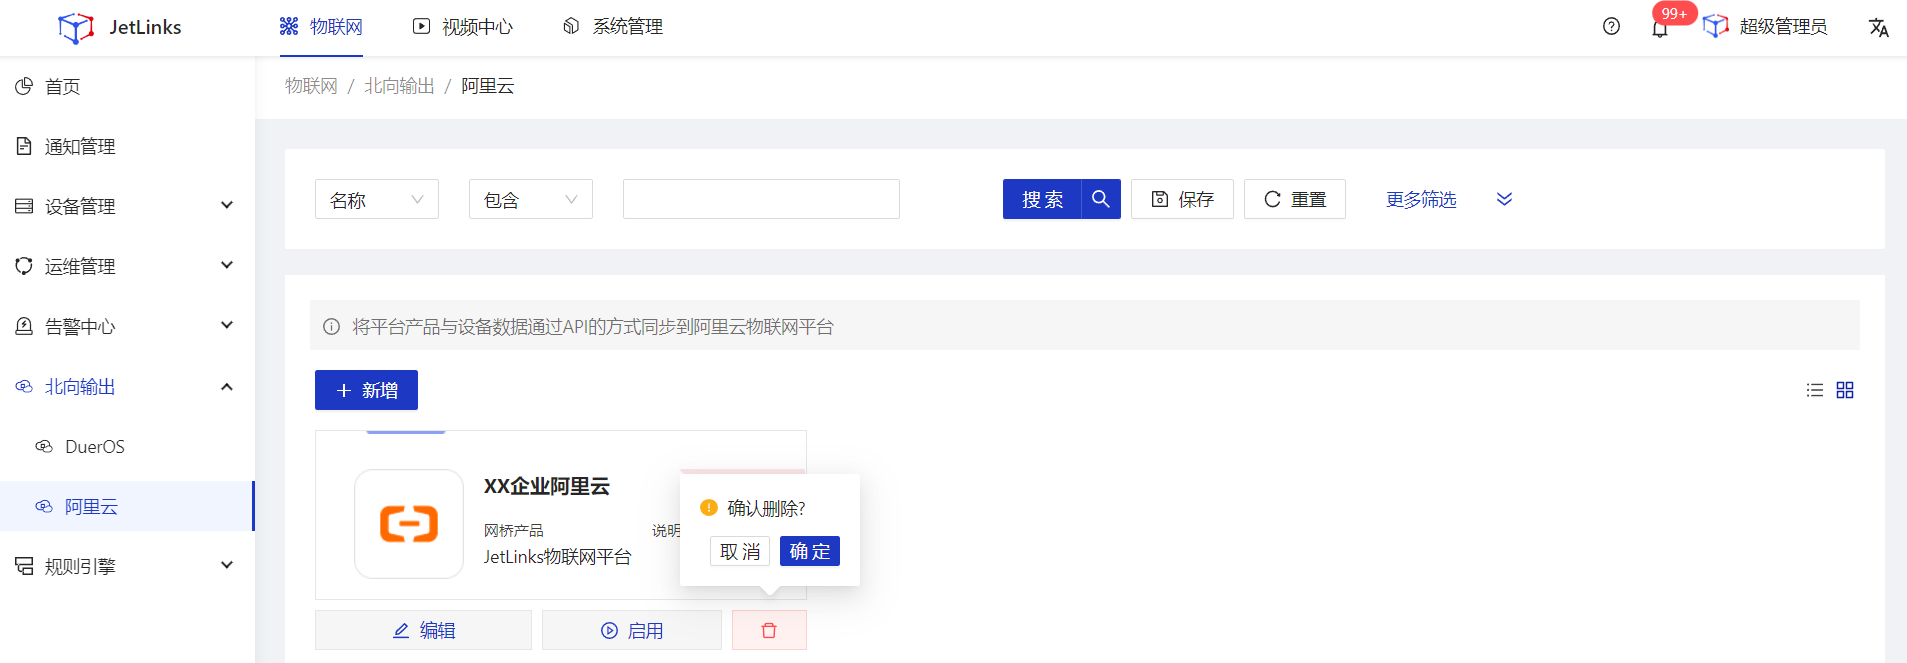 JetLinks
物联网
视频中心
系统管理
99+
超级管理员
首页
通知管理
设备管理
运维管理
告警中心
北向输出
DuerOS
阿里云
规则引擎
物联网 / 北向输出 / 阿里云
名称
包含
搜索
保存
重置
更多筛选
将平台产品与设备数据通过API的方式同步到阿里云物联网平台
新增
XX企业阿里云
网桥产品
说明
JetLinks物联网平台
确认删除?
取消
确定
编辑
启用